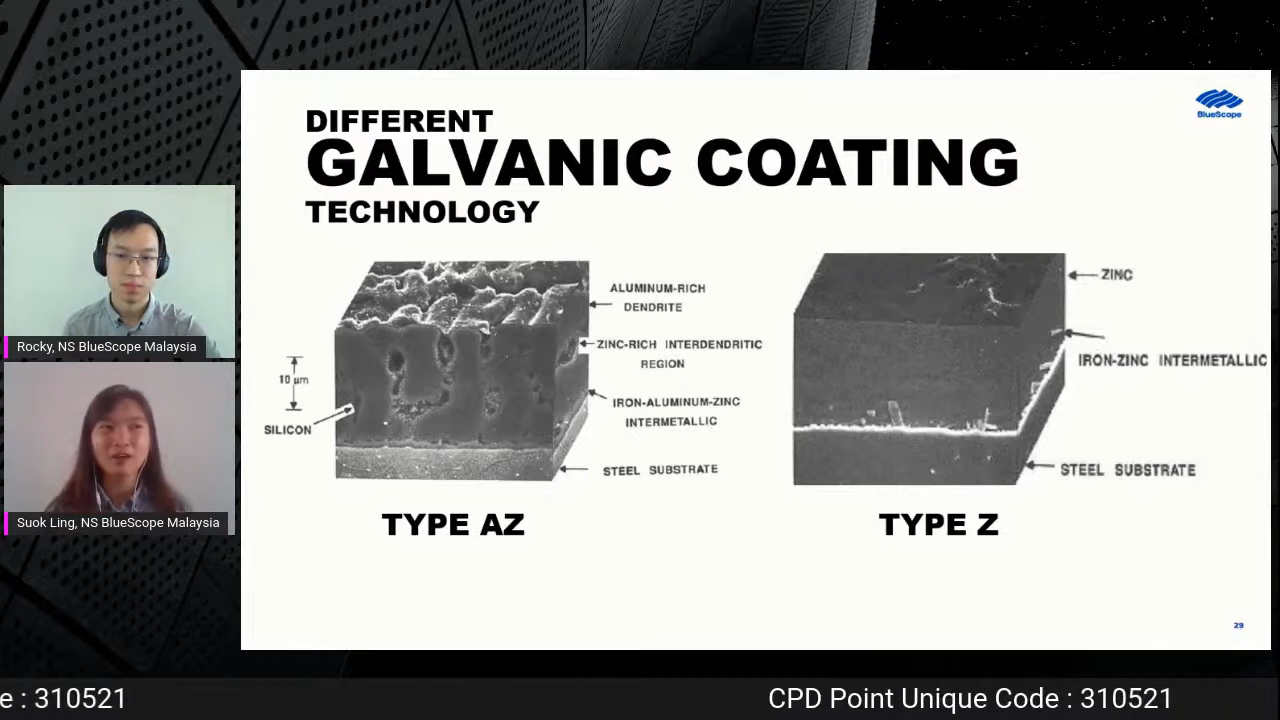 DIFFERENT
GALVANIC COATING
TECHNOLOGY
BlueScope
Rocky, NS BlueScope Malaysia
Suok Ling, NS BlueScope Malaysia
ALUMINUM-RICH
DENDRITE
ZINC-RICH INTERDENDRITIC
REGION
10 μm
IRON-ALUMINUM-ZINC
INTERMETALLIC
SILICON
STEEL SUBSTRATE
TYPE AZ
ZINC
IRON-ZINC INTERMETALLIC
STEEL SUBSTRATE
TYPE Z
29
e : 310521
CPD Point Unique Code : 310521